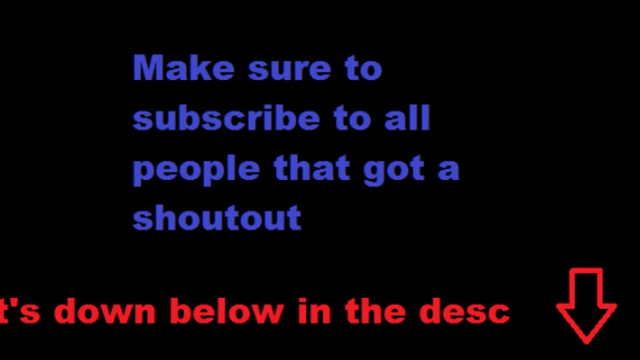 Make sure to
subscribe to all
people that got a
shoutout
t's down below in the desc